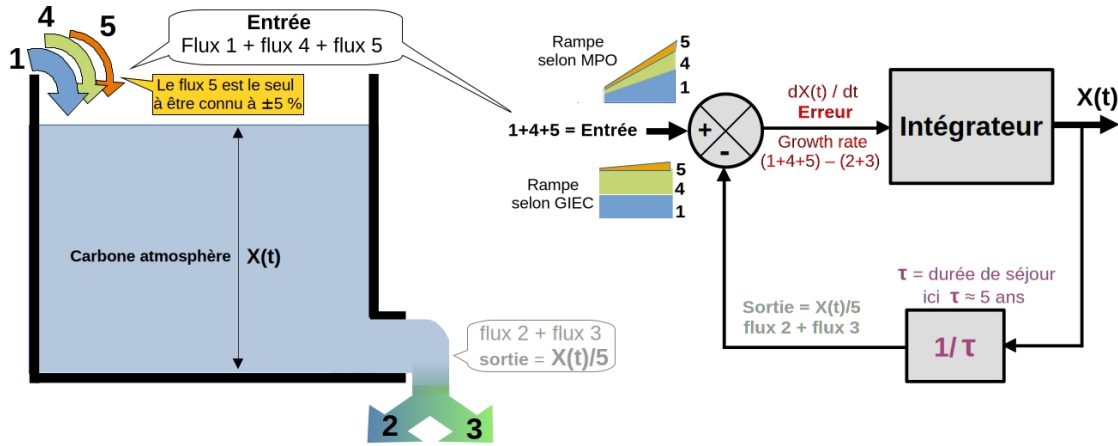 4
5
1
Entrée
Flux 1 + flux 4 + flux 5
Le flux 5 est le seul
à être connu à ±5 %
Carbone atmosphère
X(t)
flux 2 + flux 3
sortie = X(t)/5
2
3
Rampe
selon MPO
5
4
1
1+4+5 = Entrée
Rampe
selon GIEC
5
4
1
+
-
dX(t) / dt
Erreur
Growth rate
(1+4+5) – (2+3)
Intégrateur
X(t)
τ = durée de séjour
ici τ ≈ 5 ans
Sortie = X(t)/5
flux 2 + flux 3
1/ τ